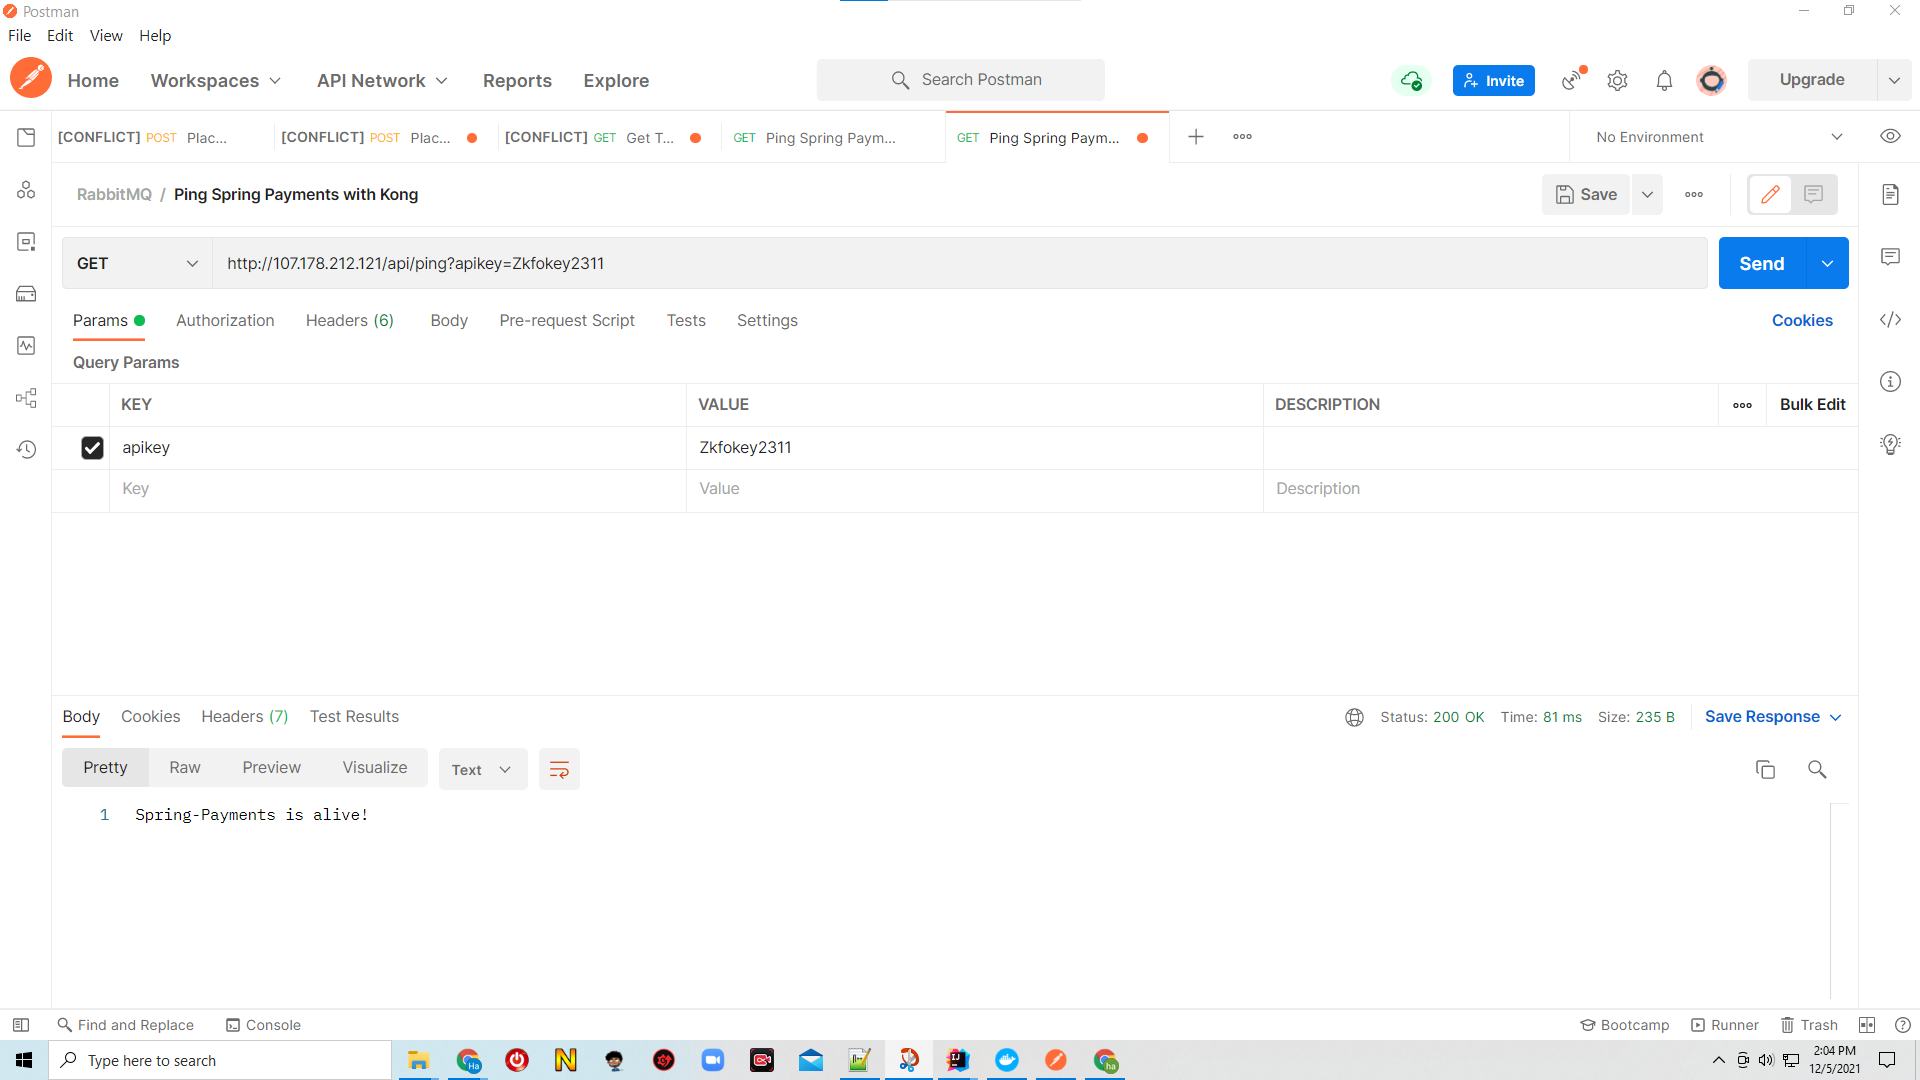 Postman
File Edit View Help
Home Workspaces API Network Reports Explore Search Postman Invite Upgrade
[CONFLICT] POST Plac... [CONFLICT] POST Plac... [CONFLICT] GET Get T... GET Ping Spring Paym... GET Ping Spring Paym... No Environment
RabbitMQ / Ping Spring Payments with Kong Save
GET http://107.178.212.121/api/ping?apikey=Zkfokey2311 Send
Params Authorization Headers (6) Body Pre-request Script Tests Settings Cookies
Query Params
KEY VALUE DESCRIPTION Bulk Edit
apikey Zkfokey2311
Key Value Description
Body Cookies Headers (7) Test Results Status: 200 OK Time: 81 ms Size: 235 B Save Response
Pretty Raw Preview Visualize Text
1 Spring-Payments is alive!
Find and Replace Console Bootcamp Runner Trash
Type here to search Ha N IJ ha 2:04 PM
12/5/2021